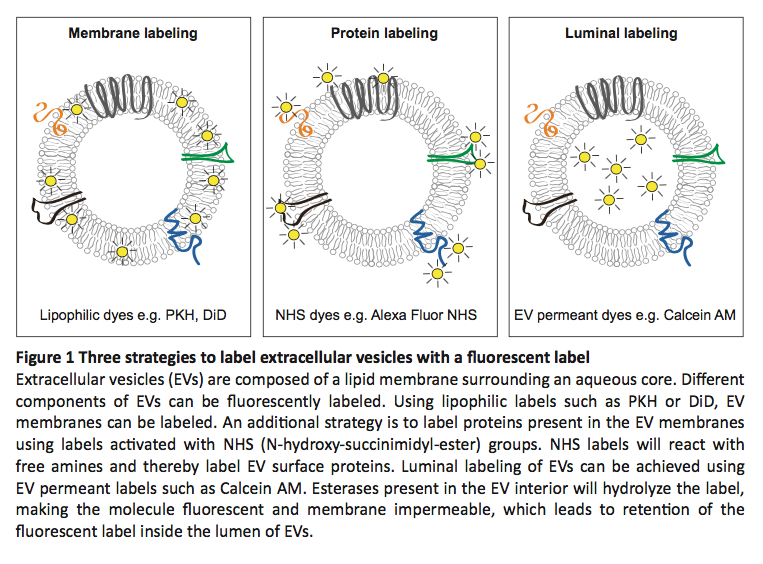 Membrane labeling
Protein labeling
Luminal labeling
Lipophilic dyes e.g. PKH, DiD
NHS dyes e.g. Alexa Fluor NHS
EV permeant dyes e.g. Calcein AM
Figure 1 Three strategies to label extracellular vesicles with a fluorescent label
Extracellular vesicles (EVs) are composed of a lipid membrane surrounding an aqueous core. Different
components of EVs can be fluorescently labeled. Using lipophilic labels such as PKH or DiD, EV
membranes can be labeled. An additional strategy is to label proteins present in the EV membranes
using labels activated with NHS (N-hydroxy-succinimidyl-ester) groups. NHS labels will react with
free amines and thereby label EV surface proteins. Luminal labeling of EVs can be achieved using
EV permeant labels such as Calcein AM. Esterases present in the EV interior will hydrolyze the label,
making the molecule fluorescent and membrane impermeable, which leads to retention of the
fluorescent label inside the lumen of EVs.